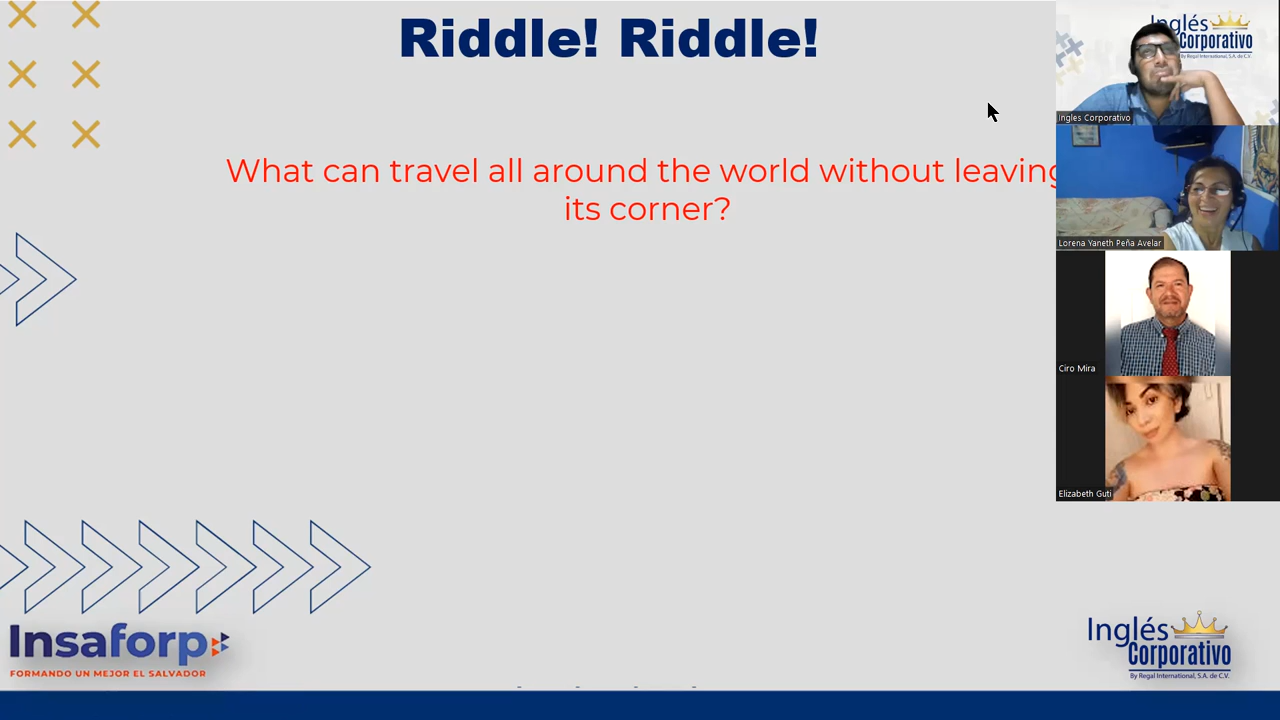 Riddle! Riddle!
What can travel all around the world without leaving
its corner?
Inglés
Corporativo
By Regal International, S.A. de C.V.
Ingles Corporativo
Lorena Yaneth Peña Avelar
Ciro Mira
Elizabeth Guti
Insaforp
FORMANDO UN MEJOR EL SALVADOR
Inglés
Corporativo
By Regal International, S.A. de C.V.